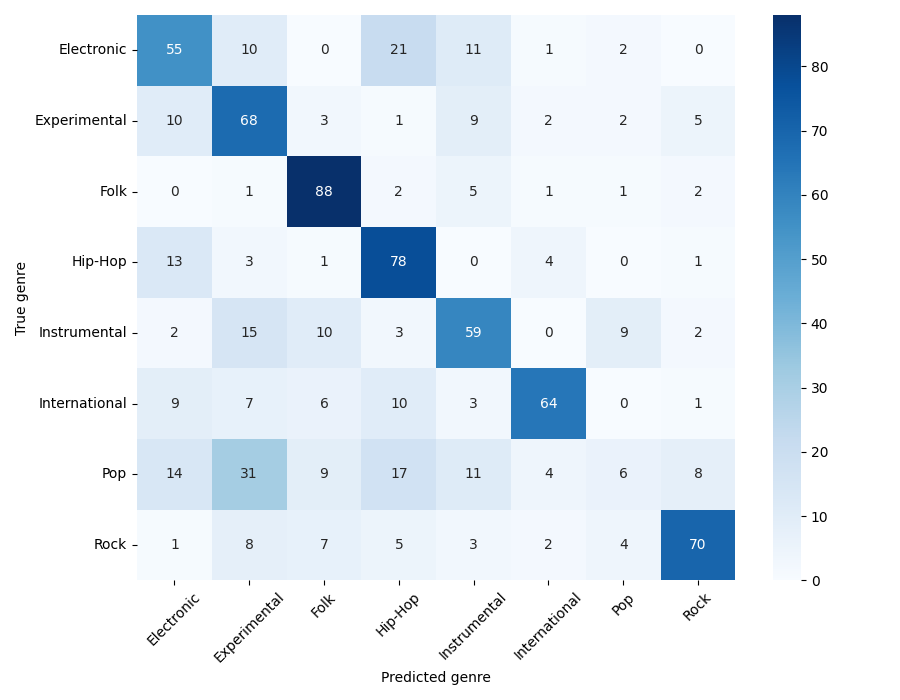 Electronic 55 10 0 21 11 1 2 0
Experimental 10 68 3 1 9 2 2 5
Folk 0 1 88 2 5 1 1 2
Hip-Hop 13 3 1 78 0 4 0 1
Instrumental 2 15 10 3 59 0 9 2
International 9 7 6 10 3 64 0 1
Pop 14 31 9 17 11 4 6 8
Rock 1 8 7 5 3 2 4 70
Electronic Experimental Folk Hip-Hop Instrumental International Pop Rock
Predicted genre
True genre
80
70
60
50
40
30
20
10
0